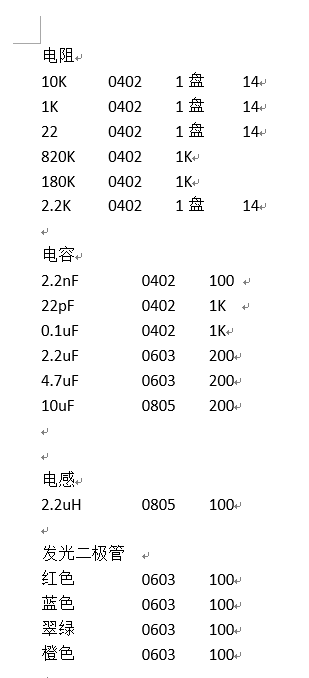 电阻
10K 0402 1 盘 14
1K 0402 1 盘 14
22 0402 1 盘 14
820K 0402 1K
180K 0402 1K
2.2K 0402 1 盘 14
电容
2.2nF 0402 100
22pF 0402 1K
0.1uF 0402 1K
2.2uF 0603 200
4.7uF 0603 200
10uF 0805 200
电感
2.2uH 0805 100
发光二极管
红色 0603 100
蓝色 0603 100
翠绿 0603 100
橙色 0603 100